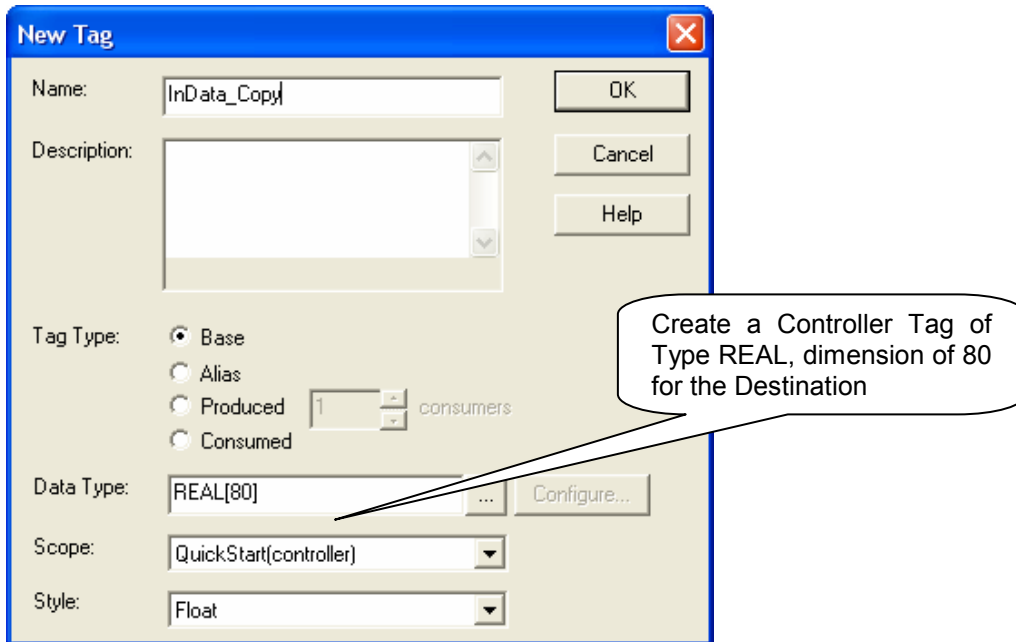 New Tag
Name:
InData_Copy
OK
Description:
Cancel
Help
Tag Type:
Base
Alias
Produced
1
consumers
Consumed
Create a Controller Tag of
Type REAL, dimension of 80
for the Destination
Data Type:
REAL[80]
...
Configure...
Scope:
QuickStart(controller)
Style:
Float